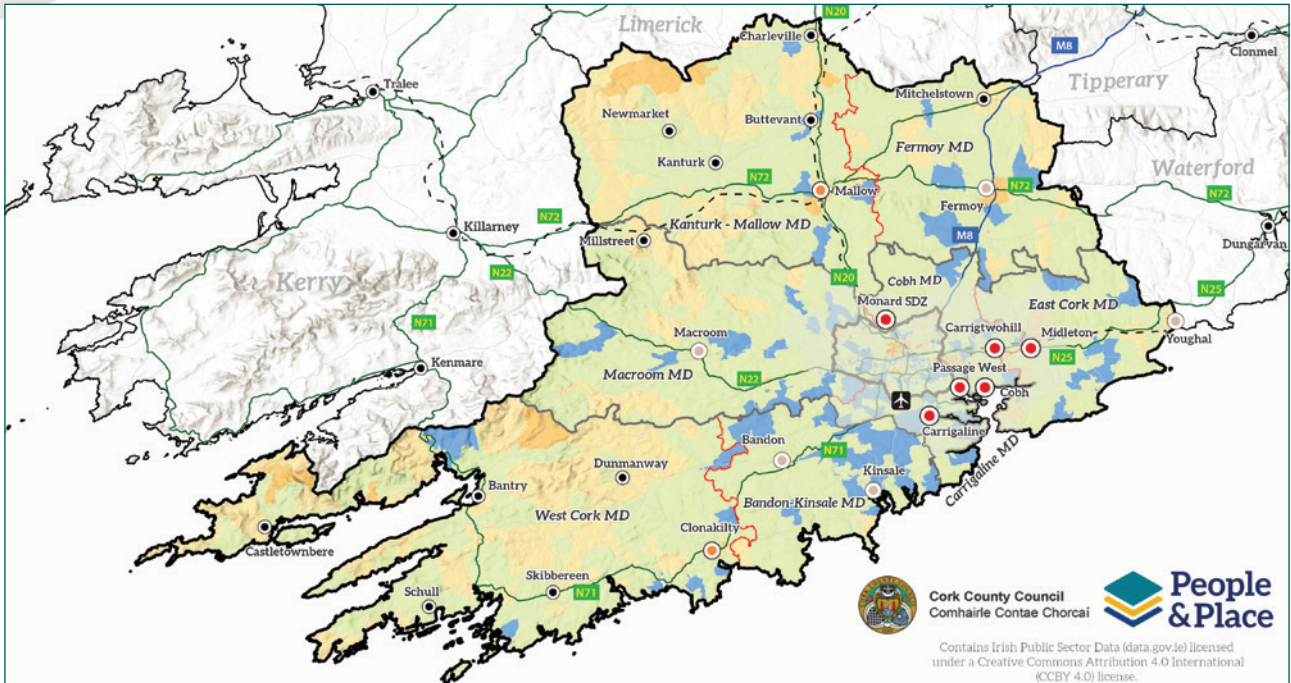 Limerick
N20
Charleville
M8
Clonmel
Tipperary
Tralee
Mitchelstown
Newmarket
Buttevant
Fermoy MD
Kanturk
Waterford
N72
Mallow
N72
N72
Fermoy
N72
Kanturk - Mallow MD
Killarney
Millstreet
M8
Dungarvan
N22
Kerry
N20
Cobh MD
East Cork MD
N25
Monard SDZ
N71
Macroom
Carrigtwohill
Midleton
Youghal
Kenmare
Macroom MD
N22
Passage West
N25
Cobh
Carrigaline
Bandon
N71
Carrigaline MD
Dunmanway
Kinsale
Bantry
West Cork MD
Bandon-Kinsale MD
Clonakilty
Castletownbere
Skibbereen
N71
Schull
Cork County Council
Comhairle Contae Chorcaí
People
&Place
Contains Irish Public Sector Data (data.gov.ie) licensed
under a Creative Commons Attribution 4.0 International
(CCBY 4.0) license.